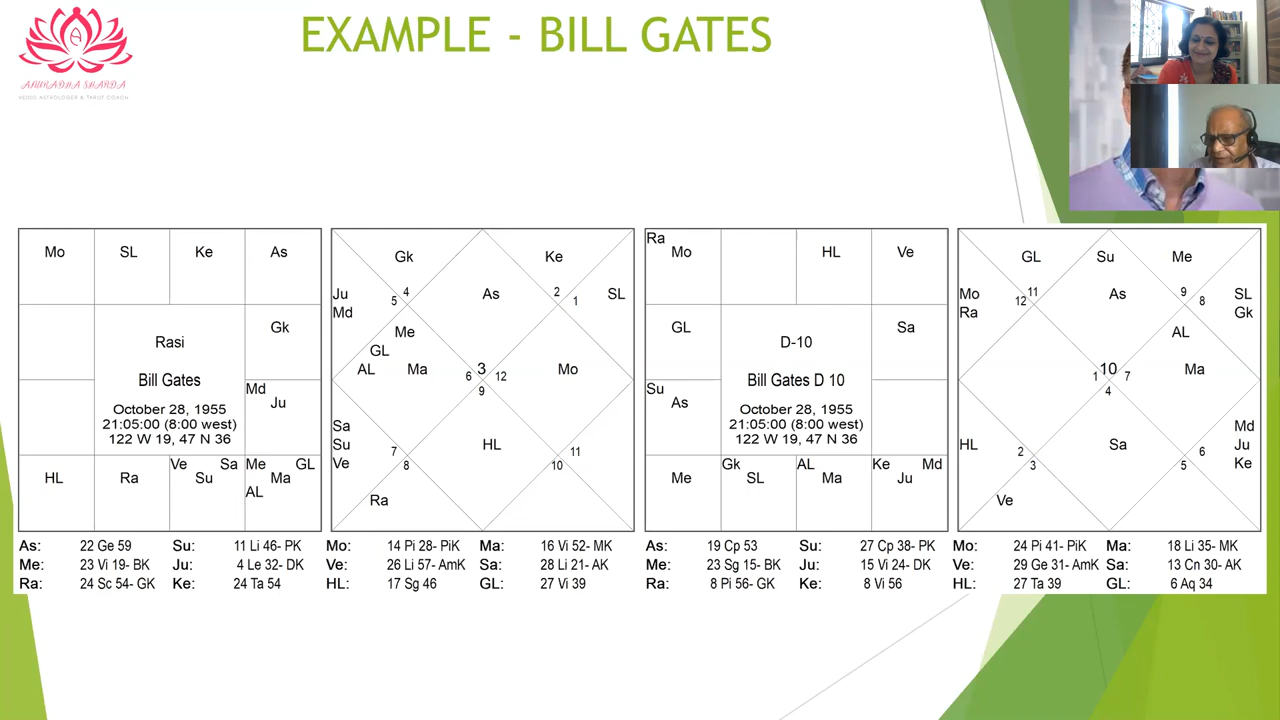 EXAMPLE - BILL GATES
A
ANURADHA SHARDA
VEDIC ASTROLOGER & TAROT COACH
Mo SL Ke As
Gk
Rasi
Bill Gates
October 28, 1955
21:05:00 (8:00 west)
122 W 19, 47 N 36
Md
Ju
HL Ra Ve Sa Su Me GL Ma AL
Gk Ke
Ju Md 5 4 As 2 1 SL
Me
GL
AL Ma 6 3 12 Mo
9
Sa
Su
Ve 7 8 HL 11 10
Ra
Ra Mo HL Ve
GL Sa
D-10
Bill Gates D 10
October 28, 1955
21:05:00 (8:00 west)
122 W 19, 47 N 36
Su
As
Me Gk SL AL Ma Ke Md Ju
GL Su Me
Mo
Ra 12 11 As 9 8 SL
Gk
AL
1 10 7 Ma
4
HL 2 3 Sa 6 5 Md
Ju
Ke
Ve
As: 22 Ge 59 Su: 11 Li 46- PK Mo: 14 Pi 28- PiK Ma: 16 Vi 52- MK
Me: 23 Vi 19- BK Ju: 4 Le 32- DK Ve: 26 Li 57- AmK Sa: 28 Li 21- AK
Ra: 24 Sc 54- GK Ke: 24 Ta 54 HL: 17 Sg 46 GL: 27 Vi 39
As: 19 Cp 53 Su: 27 Cp 38- PK Mo: 24 Pi 41- PiK Ma: 18 Li 35- MK
Me: 23 Sg 15- BK Ju: 15 Vi 24- DK Ve: 29 Ge 31- AmK Sa: 13 Cn 30- AK
Ra: 8 Pi 56- GK Ke: 8 Vi 56 HL: 27 Ta 39 GL: 6 Aq 34